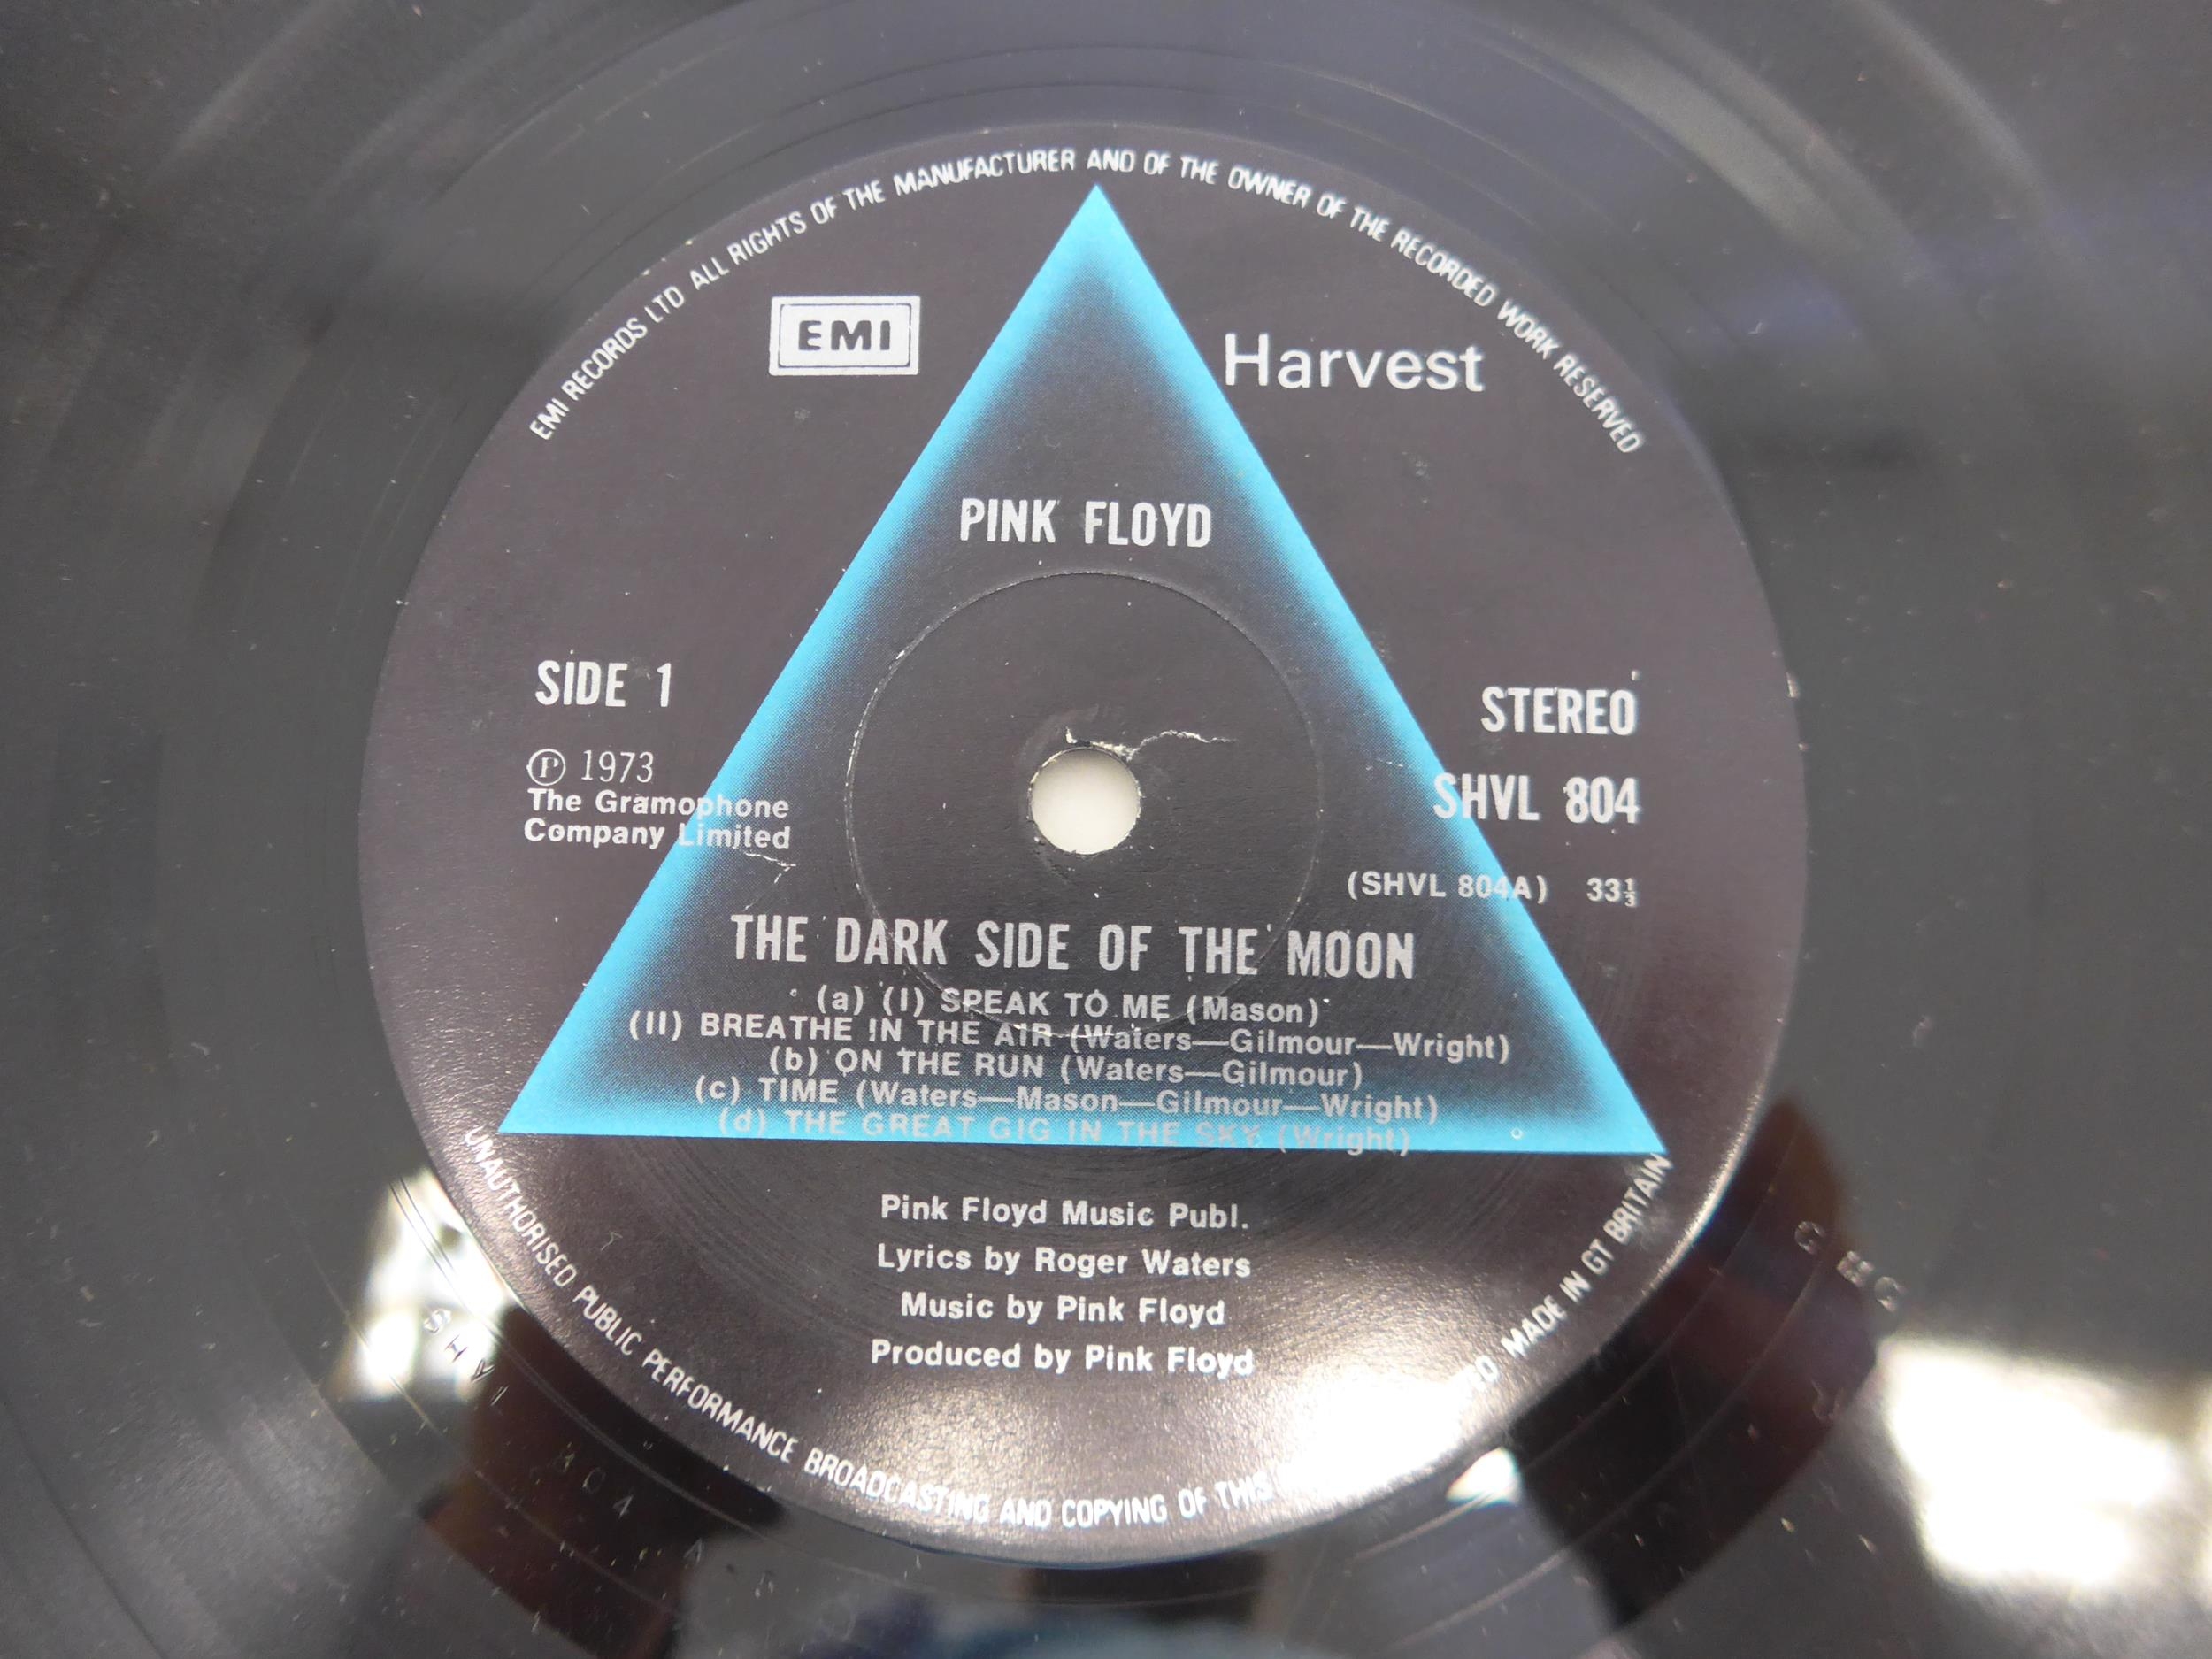 EMI RECORDS LTD ALL RIGHTS OF THE MANUFACTURER AND OF THE OWNER OF THE RECORDED WORK RESERVED
EMI
Harvest
PINK FLOYD
SIDE 1
STEREO
Ⓟ 1973
The Gramophone
Company Limited
SHVL 804
(SHVL 804A) 33⅓
THE DARK SIDE OF THE MOON
(a) (I) SPEAK TO ME (Mason)
(II) BREATHE IN THE AIR (Waters—Gilmour—Wright)
(b) ON THE RUN (Waters—Gilmour)
(c) TIME (Waters—Mason—Gilmour—Wright)
(d) THE GREAT GIG IN THE SKY (Wright)
Pink Floyd Music Publ.
Lyrics by Roger Waters
Music by Pink Floyd
Produced by Pink Floyd
UNAUTHORISED PUBLIC PERFORMANCE BROADCASTING AND COPYING OF THIS MADE IN GT BRITAIN
SHVL 804